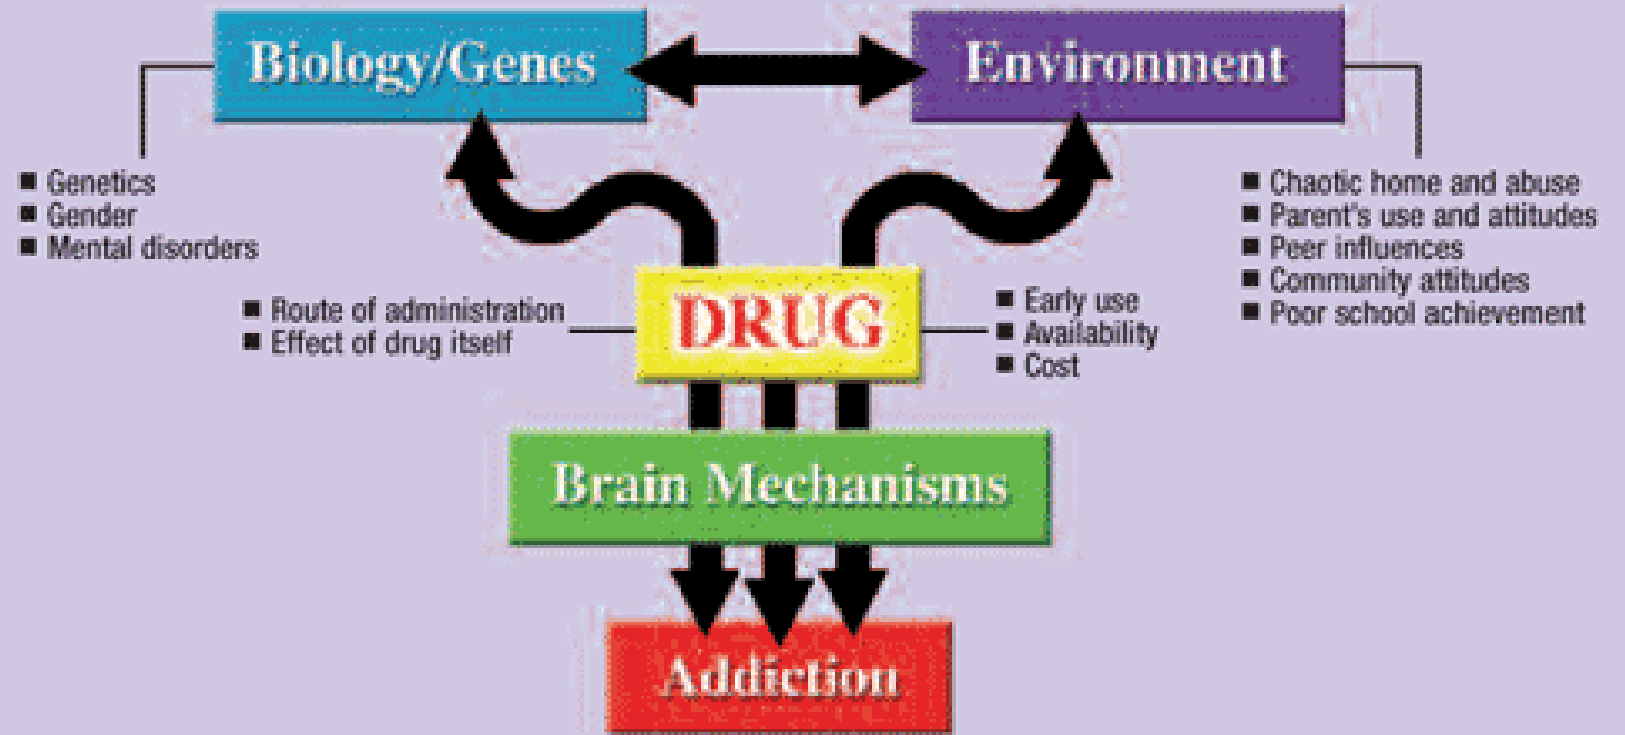 Biology/Genes
Environment
■ Genetics
■ Gender
■ Mental disorders
■ Chaotic home and abuse
■ Parent's use and attitudes
■ Peer influences
■ Community attitudes
■ Poor school achievement
■ Route of administration
■ Effect of drug itself
DRUG
■ Early use
■ Availability
■ Cost
Brain Mechanisms
Addiction